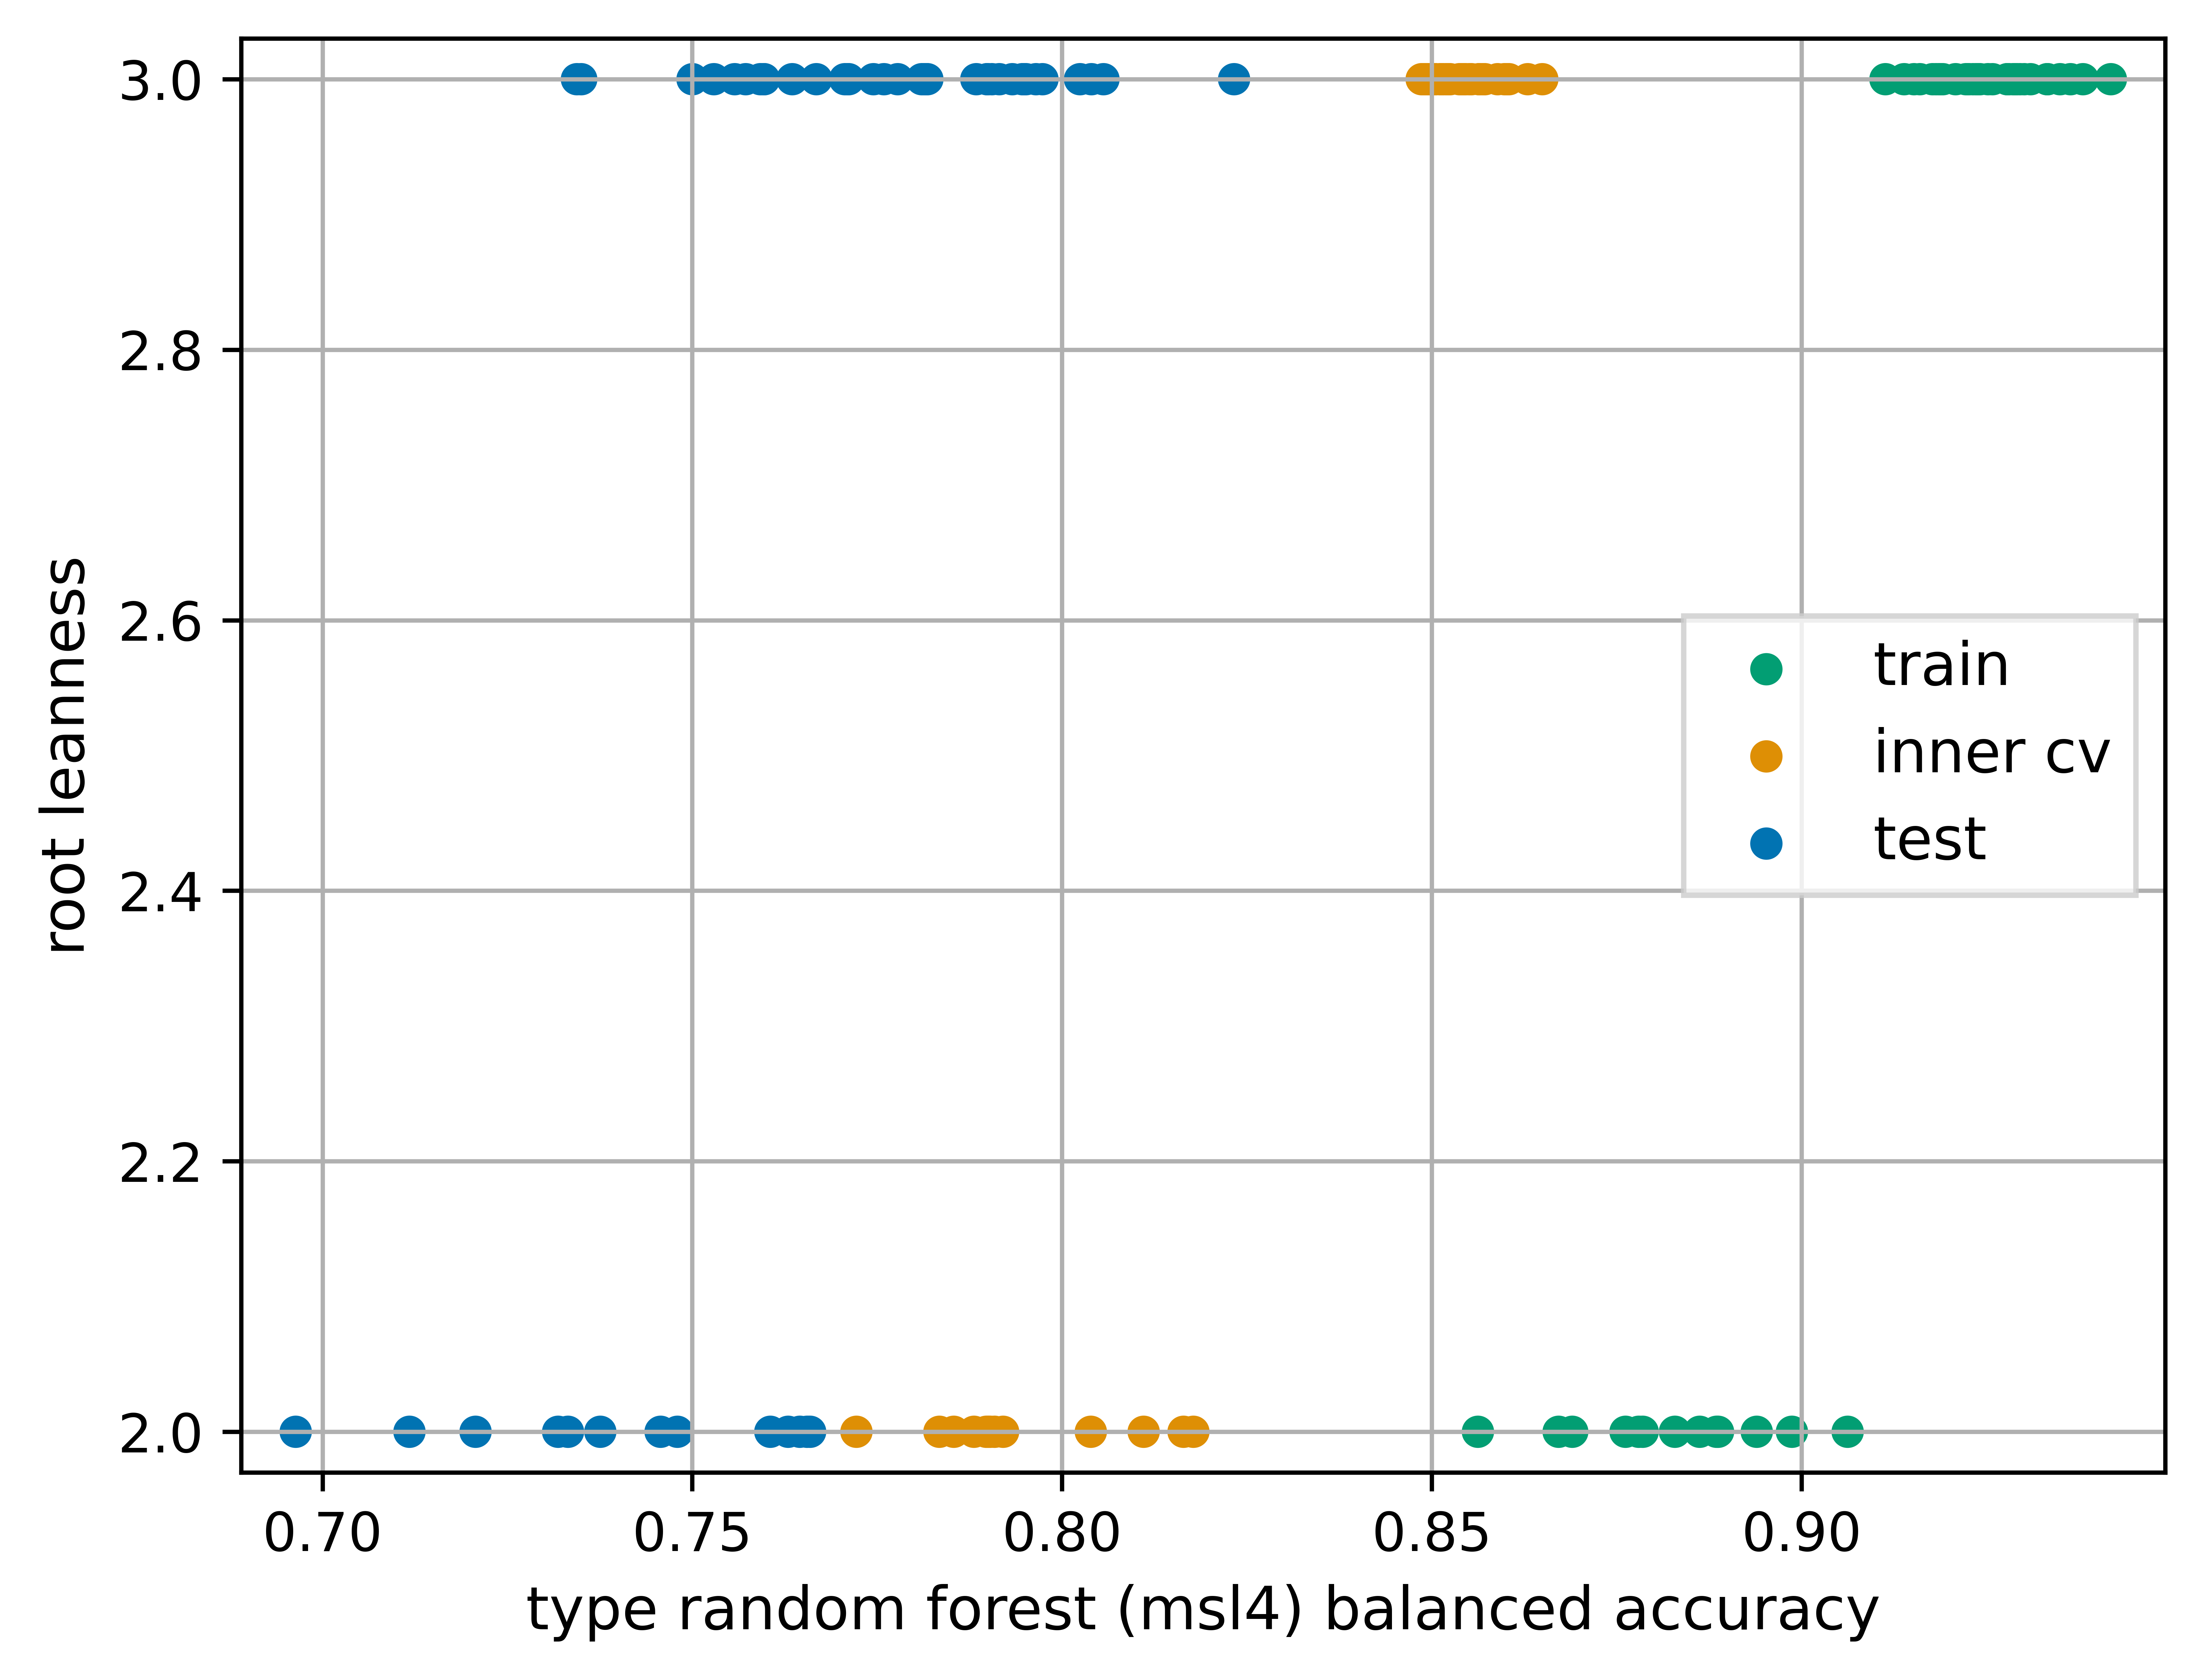 3.0
2.8
2.6
2.4
2.2
2.0
root leanness
train
inner cv
test
0.70 0.75 0.80 0.85 0.90
type random forest (msl4) balanced accuracy